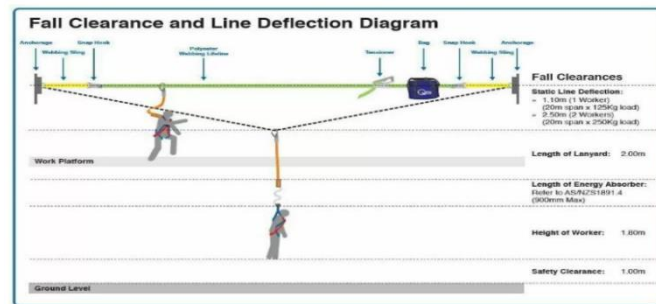 Fall Clearance and Line Deflection Diagram
Anchorage
Webbing Sling
Snap Hook
Polyester
Webbing Lifeline
Tensioner
Bag
Snap Hook
Webbing Sling
Anchorage
Fall Clearances
Static Line Deflection:
= 1.10m (1 Worker)
(20m span x 125Kg load)
= 2.50m (2 Workers)
(20m span x 250Kg load)
Work Platform
Length of Lanyard: 2.00m
Length of Energy Absorber:
Refer to AS/NZS1891.4
(900mm Max)
Height of Worker: 1.80m
Safety Clearance: 1.00m
Ground Level